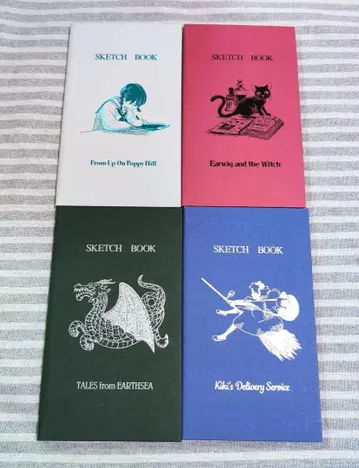 SKETCH BOOK
From Up On Poppy Hill
SKETCH BOOK
Earwig and the Witch
SKETCH BOOK
TALES from EARTHSEA
SKETCH BOOK
Kiki's Delivery Service